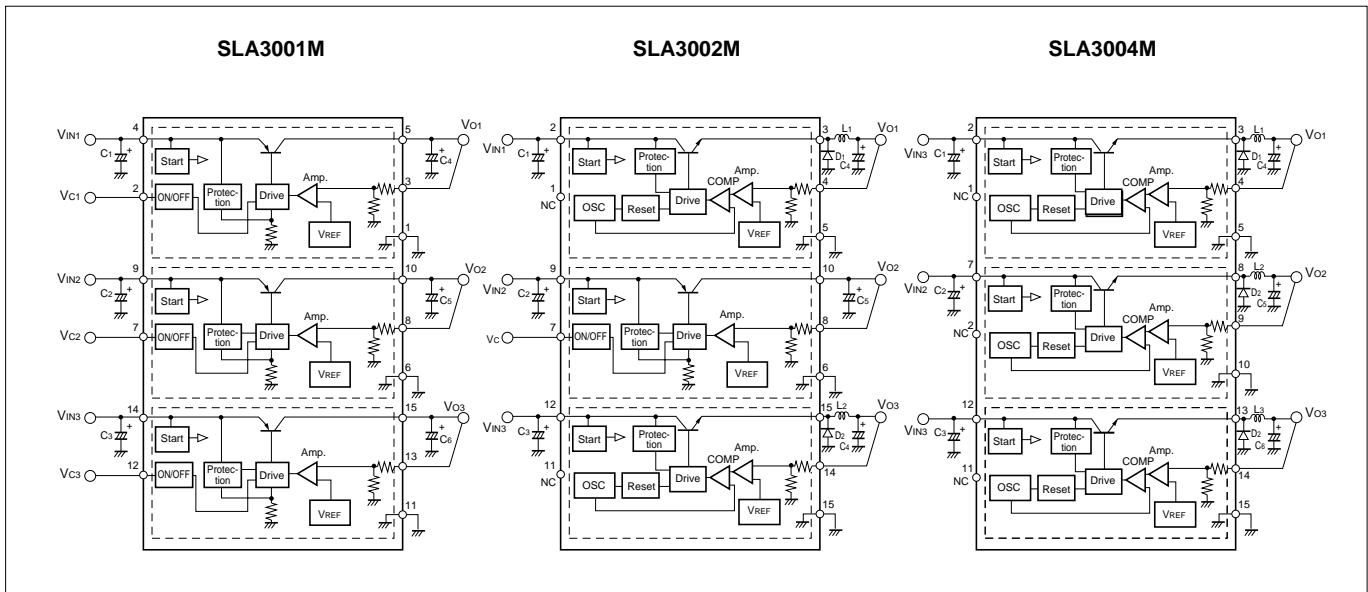 SLA3001M
SLA3002M
SLA3004M
4
VIN1
C1
+
Start
5
VO1
+
C4
Amp.
3
2
VC1
ON/OFF
Protec-
tion
Drive
VREF
1
9
VIN2
C2
+
Start
10
VO2
+
C5
Amp.
8
7
VC2
ON/OFF
Protec-
tion
Drive
VREF
6
14
VIN3
C3
+
Start
15
VO3
+
C6
Amp.
13
12
VC3
ON/OFF
Protec-
tion
Drive
VREF
11
2
VIN1
C1
+
Start
Protec-
tion
3
L1
VO1
D1
+
C4
Amp.
COMP
4
1
NC
OSC
Reset
Drive
VREF
5
9
VIN2
C2
+
Start
10
VO2
+
C5
Amp.
8
7
VC
ON/OFF
Protec-
tion
Drive
VREF
6
12
VIN3
C3
+
Start
Protec-
tion
15
L2
VO3
D2
+
C4
Amp.
COMP
14
11
NC
OSC
Reset
Drive
VREF
15
2
VIN3
C1
+
Start
Protec-
tion
3
L1
VO1
D1
+
C4
Amp.
COMP
4
1
NC
OSC
Reset
Drive
VREF
5
7
VIN2
C2
+
Start
Protec-
tion
8
L2
VO2
D2
+
C5
Amp.
COMP
9
2
NC
OSC
Reset
Drive
VREF
10
12
VIN3
C3
+
Start
Protec-
tion
13
L3
VO3
D2
+
C6
Amp.
COMP
14
11
NC
OSC
Reset
Drive
VREF
15